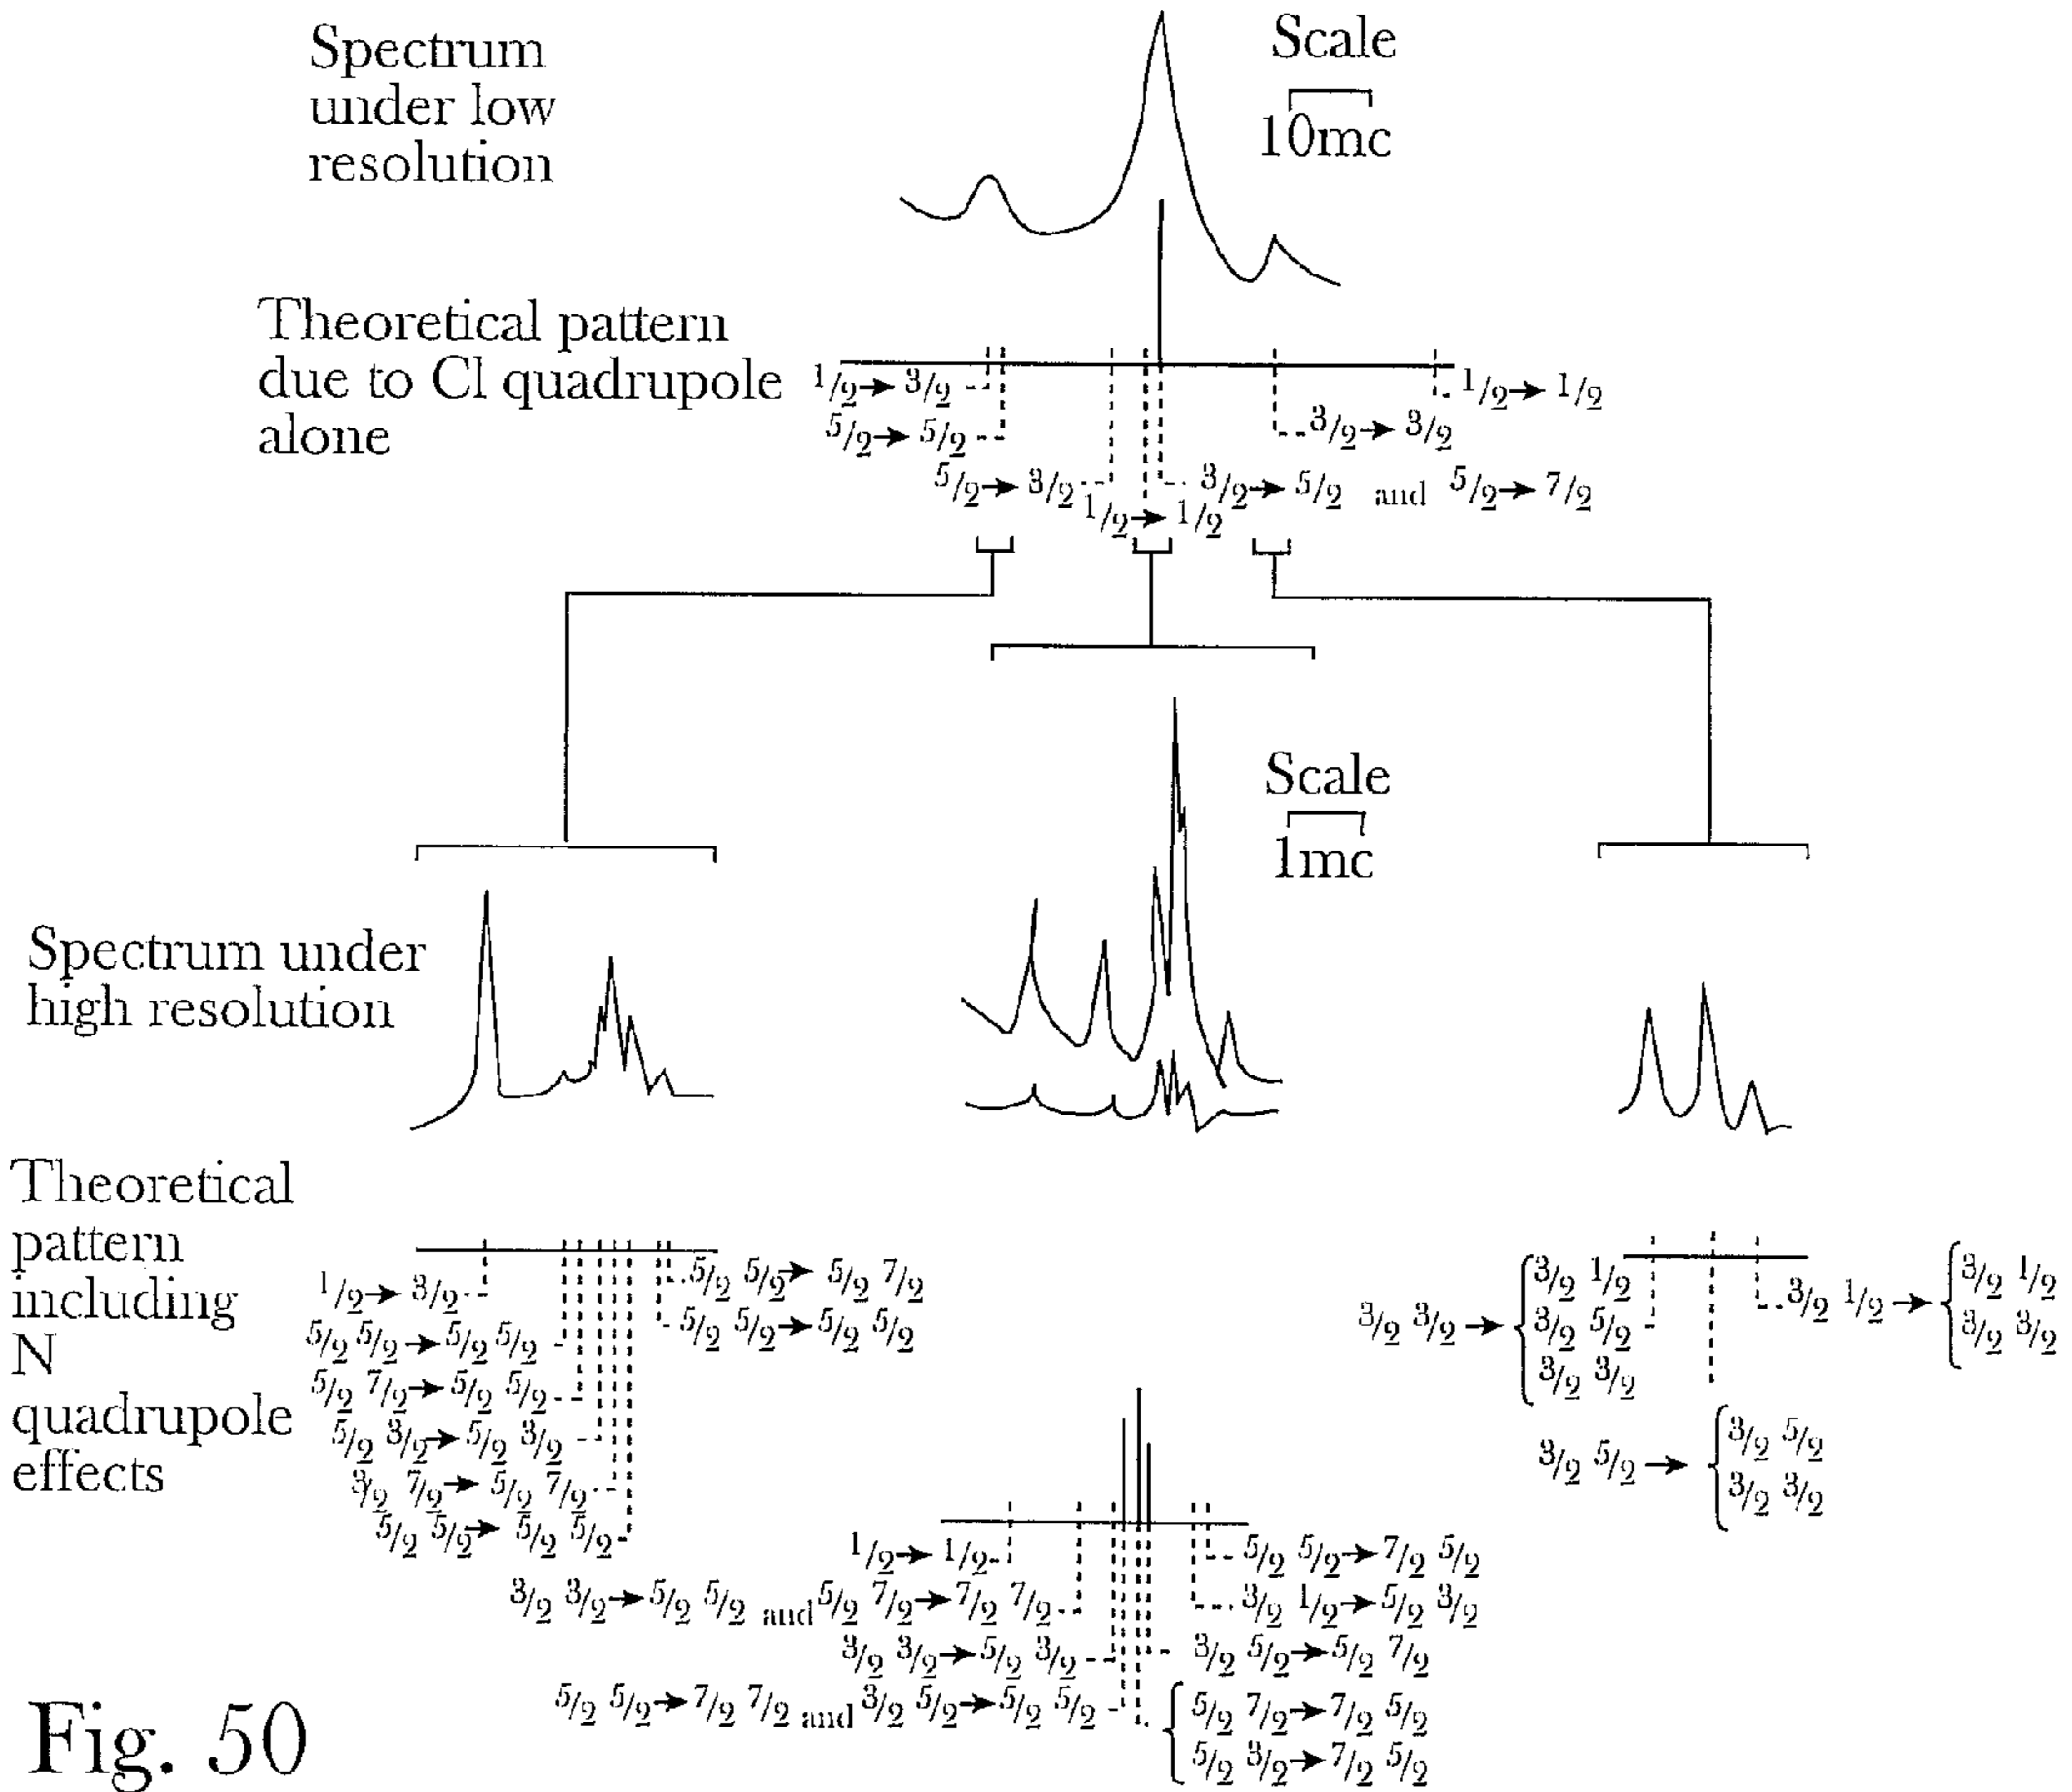 Spectrum
under low
resolution
Scale
10mc
Theoretical pattern
due to Cl quadrupole
alone
1/2→ 3/2
5/2→ 5/2
5/2→ 3/2
1/2→ 1/2
1/2→ 1/2
3/2→ 3/2
3/2→ 5/2 and 5/2→ 7/2
Scale
1mc
Spectrum under
high resolution
Theoretical
pattern
including
N
quadrupole
effects
1/2→ 3/2
5/2 5/2→ 5/2 5/2
5/2 7/2→ 5/2 5/2
5/2 3/2→ 5/2 3/2
7/2→ 5/2 7/2
5/2 5/2→ 5/2 5/2
5/2 5/2→ 5/2 7/2
5/2 5/2→ 5/2 5/2
1/2→ 1/2
3/2 3/2→ 5/2 5/2 and 5/2 7/2→ 7/2 7/2
3/2 3/2→ 5/2 3/2
5/2 5/2→ 7/2 7/2 and 3/2 5/2→ 5/2 5/2
5/2 5/2→ 7/2 5/2
3/2 1/2→ 5/2 3/2
3/2 5/2→ 5/2 7/2
5/2 7/2→ 7/2 5/2
5/2 3/2→ 7/2 5/2
3/2 3/2 →
3/2 1/2
3/2 5/2
3/2 3/2
3/2 1/2 →
3/2 1/2
3/2 3/2
3/2 5/2 →
3/2 5/2
3/2 3/2
Fig. 50